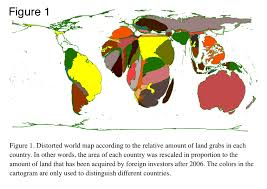 Figure 1
Figure 1. Distorted world map according to the relative amount of land grabs in each
country. In other words, the area of each country was rescaled in proportion to the
amount of land that has been acquired by foreign investors after 2006. The colors in the
cartogram are only used to distinguish different countries.